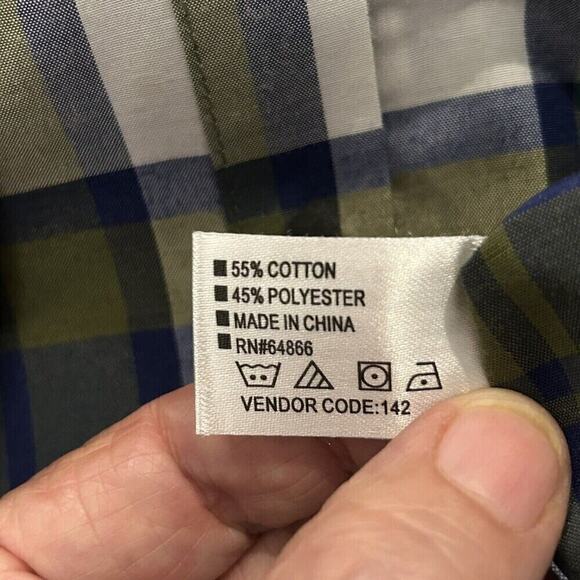 55% COTTON
45% POLYESTER
MADE IN CHINA
RN#64866
VENDOR CODE:142